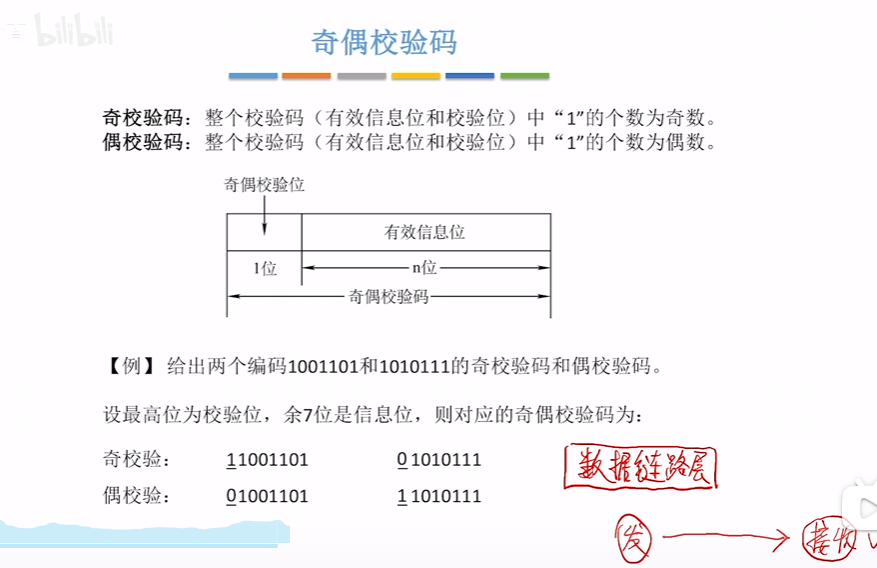 bilibili
奇偶校验码
奇校验码：整个校验码（有效信息位和校验位）中“1”的个数为奇数。
偶校验码：整个校验码（有效信息位和校验位）中“1”的个数为偶数。
奇偶校验位
有效信息位
1位 n位
奇偶校验码
【例】 给出两个编码1001101和1010111的奇校验码和偶校验码。
设最高位为校验位，余7位是信息位，则对应的奇偶校验码为：
奇校验： 11001101 01010111
偶校验： 01001101 11010111
数据链路层
发 接收